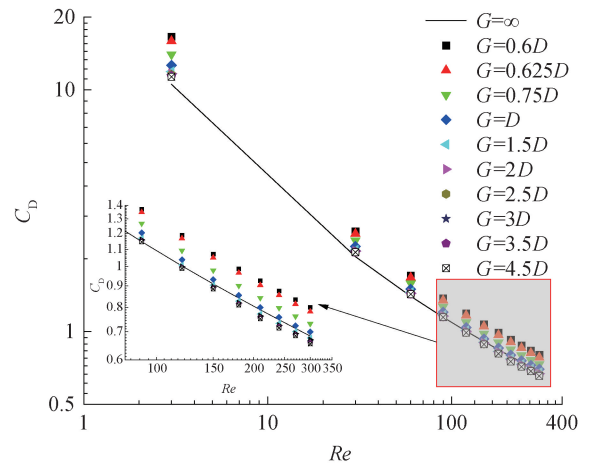 20
10
1
0.5
C_D
1
10
100
400
Re
G=∞
G=0.6D
G=0.625D
G=0.75D
G=D
G=1.5D
G=2D
G=2.5D
G=3D
G=3.5D
G=4.5D
1.4
1.3
1.2
1.1
1
0.9
0.8
0.7
0.6
C_D
100
150
200
240
300
350
Re